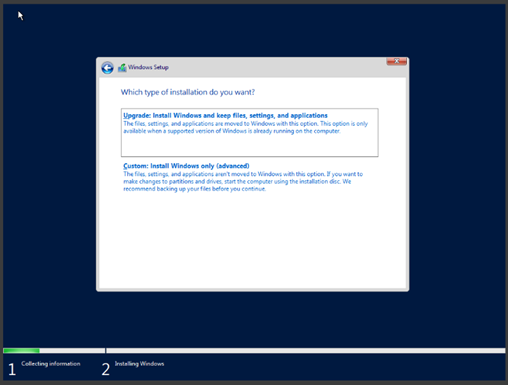 Windows Setup
Which type of installation do you want?
Upgrade: Install Windows and keep files, settings, and applications
The files, settings, and applications are moved to Windows with this option. This option is only
available when a supported version of Windows is already running on the computer.
Custom: Install Windows only (advanced)
The files, settings, and applications aren't moved to Windows with this option. If you want to
make changes to partitions and drives, start the computer using the installation disc. We
recommend backing up your files before you continue.
1 Collecting information 2 Installing Windows